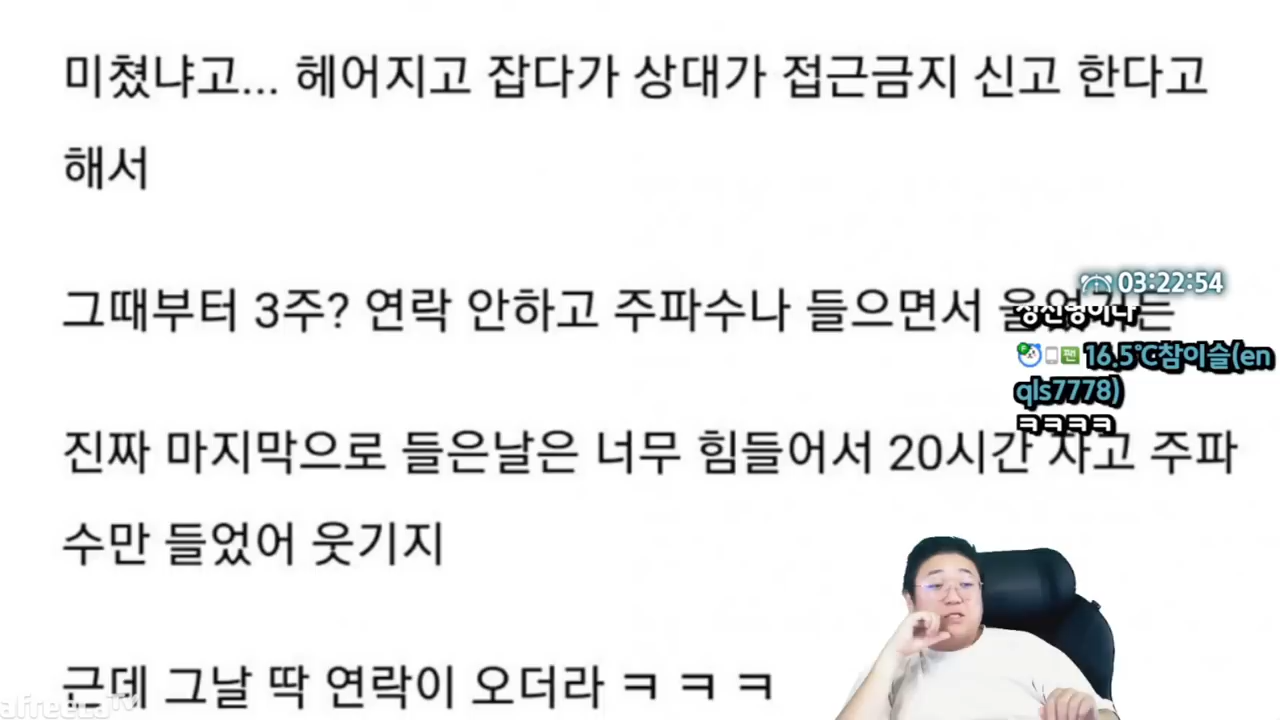 미쳤냐고... 헤어지고 잡다가 상대가 접근금지 신고 한다고
해서
03:22:54
그때부터 3주? 연락 안하고 주파수나 들으면서
16.5℃참이슬(en
qls7778)
ㅋㅋㅋㅋ
진짜 마지막으로 들은날은 너무 힘들어서 20시간 자고 주파
수만 들었어 웃기지
근데 그날 딱 연락이 오더라 ㅋ ㅋ ㅋ
afreecaTV